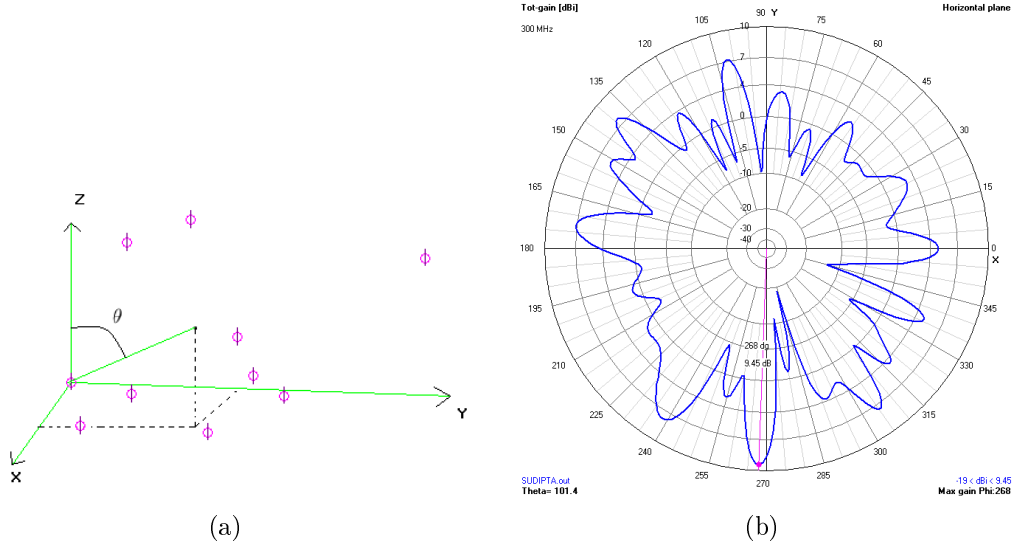 Z
θ
Y
X
(a)
Tot-gain [dBi]
Horizontal plane
300 MHz
90 Y
105
75
120
60
135
45
150
30
165
15
180
0
X
195
345
210
330
225
315
240
300
255
285
270
10
7
4
0
-5
-10
-20
-30
-40
268 dg
9.45 dB
SUDIPTA.out
-19 < dBi < 9.45
Theta= 101.4
Max gain Phi:268
(b)